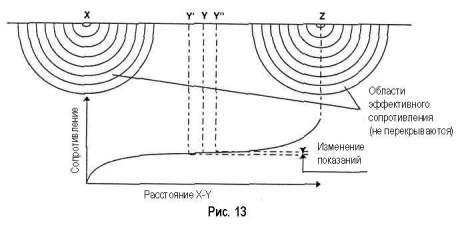 X Y' Y Y" Z
Области
эффективного
сопротивления
(не перекрываются)
Сопротивление
Изменение
показаний
Расстояние X-Y
Рис. 13